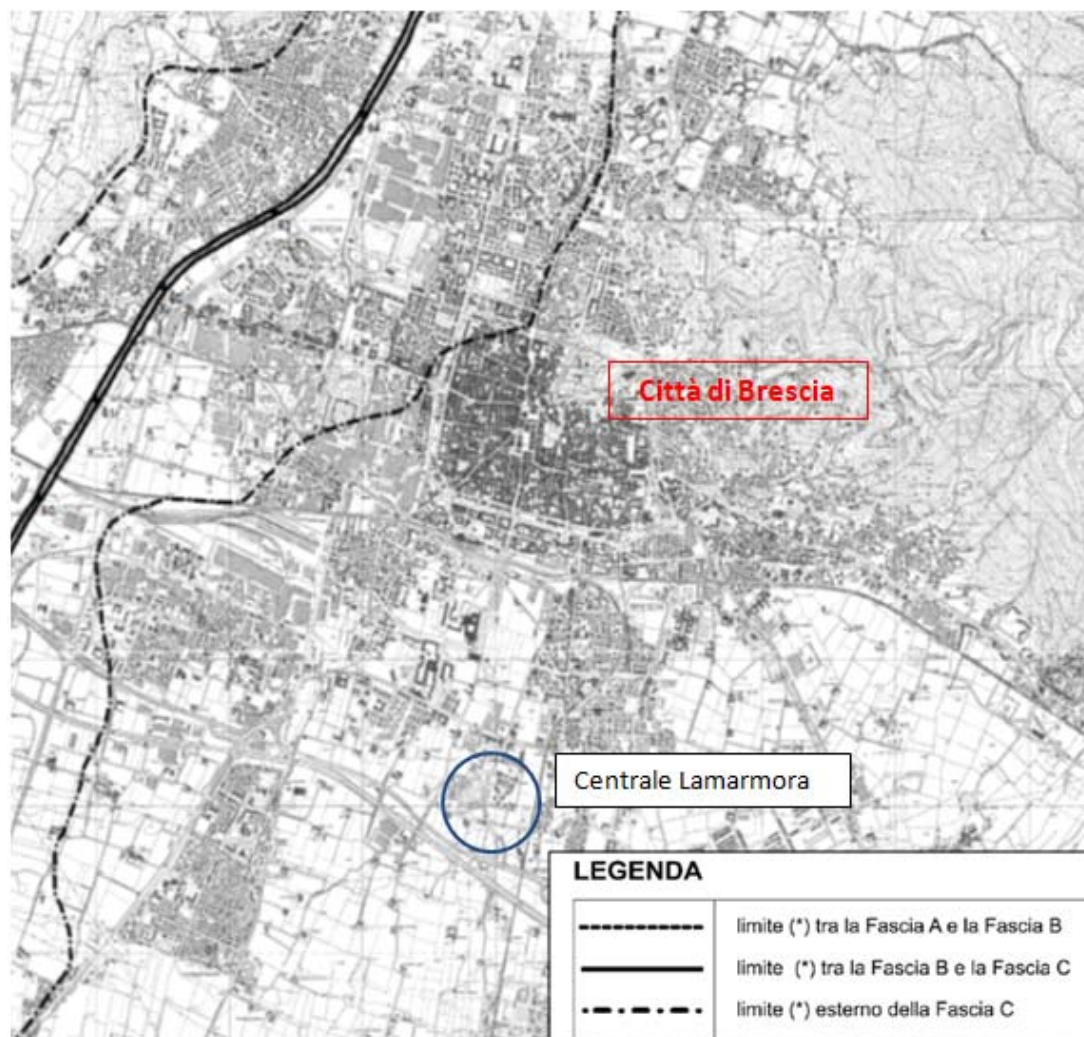 Città di Brescia
Centrale Lamarmora
LEGENDA
limite (*) tra la Fascia A e la Fascia B
limite (*) tra la Fascia B e la Fascia C
limite (*) esterno della Fascia C